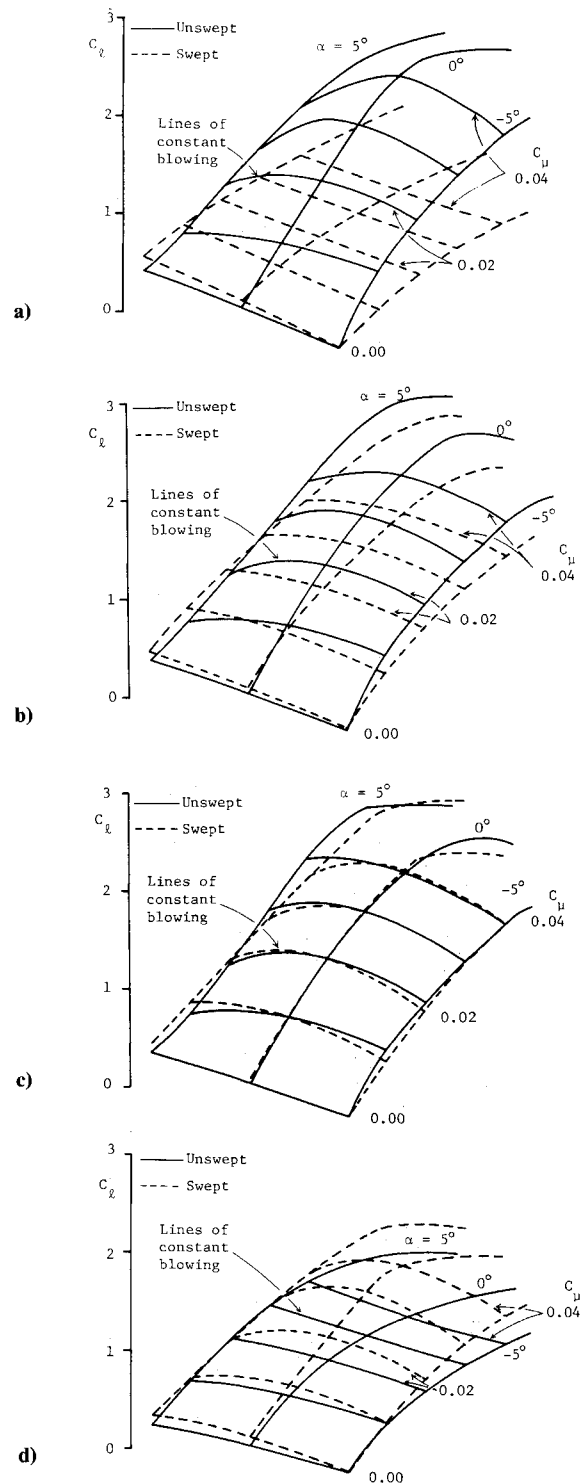 3
C_ℓ
Unswept
α = 5°
Swept
0°
2
-5°
Lines of
constant
blowing
C_μ
0.04
1
0.02
0
a)
0.00
α = 5°
3
C_ℓ
Unswept
Swept
0°
2
Lines of
constant
blowing
-5°
C_μ
0.04
1
0.02
0
b)
0.00
α = 5°
3
C_ℓ
Unswept
Swept
0°
2
Lines of
constant
blowing
-5°
C_μ
0.04
1
0.02
0
c)
0.00
3
C_ℓ
Unswept
Swept
Lines of
constant
blowing
2
α = 5°
0°
C_μ
0.04
1
-5°
0.02
0
d)
0.00